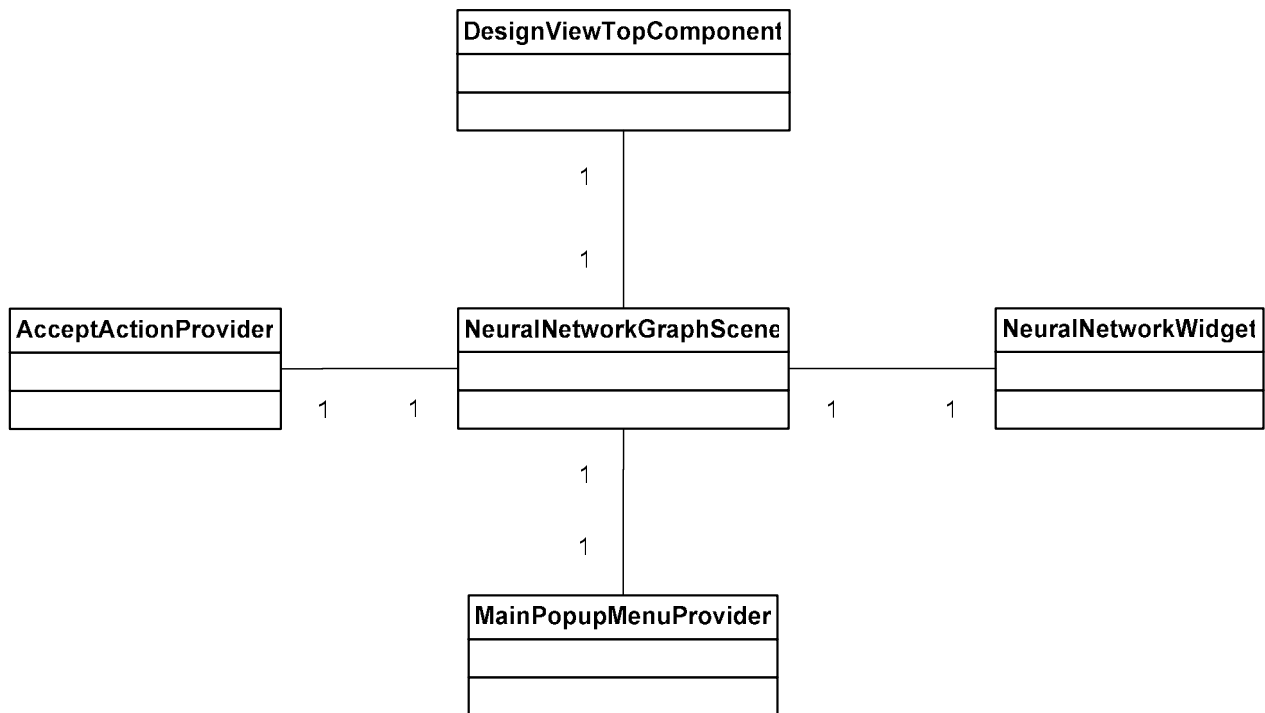 DesignViewTopComponent
1
1
AcceptActionProvider
NeuralNetworkGraphScene
NeuralNetworkWidget
1
1
1
1
1
1
MainPopupMenuProvider